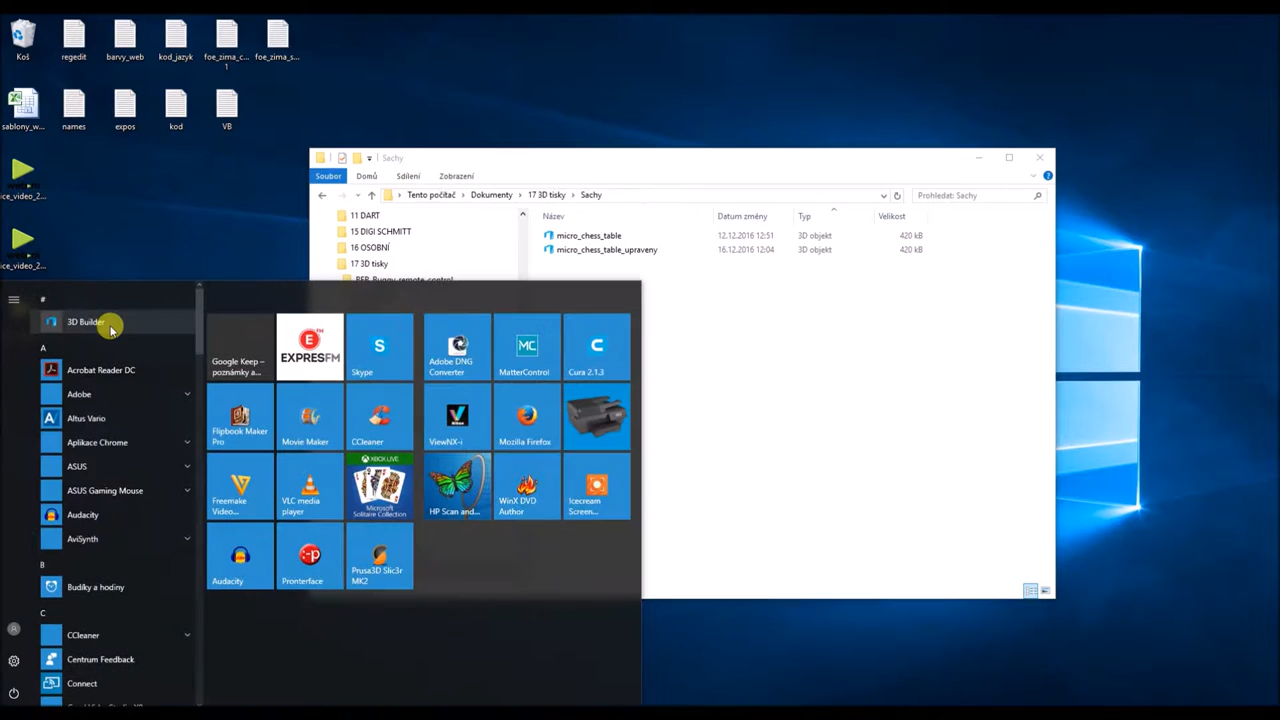 Koš
regedit
barvy_web
kod_jazyk
foe_zima_c...
1
foe_zima_s...
sablony_w...
names
expos
kod
VB
ice_video_2...
ice_video_2...
Sachy
Soubor
Domů
Sdílení
Zobrazení
Tento počítač
Dokumenty
17 3D tisky
Sachy
Prohledat: Sachy
11 DART
15 DIGI SCHMITT
16 OSOBNÍ
17 3D tisky
Název
Datum změny
Typ
Velikost
micro_chess_table
12.12.2016 12:51
3D objekt
420 kB
micro_chess_table_upraveny
16.12.2016 12:04
3D objekt
420 kB
#
3D Builder
A
Acrobat Reader DC
Adobe
Altus Vario
Aplikace Chrome
ASUS
ASUS Gaming Mouse
Audacity
AviSynth
B
Budíky a hodiny
C
CCleaner
Centrum Feedback
Connect
Google Keep –
poznámky a...
E
FM
EXPRESFM
Skype
Adobe DNG
Converter
MC
MatterControl
Cura 2.1.3
Flipbook Maker
Pro
Movie Maker
CCleaner
ViewNX-i
Mozilla Firefox
Freemake
Video...
VLC media
player
XBOX LIVE
Microsoft
Solitaire Collection
HP Scan and...
WinX DVD
Author
Icecream
Screen...
Audacity
Pronterface
Prusa3D Slic3r
MK2